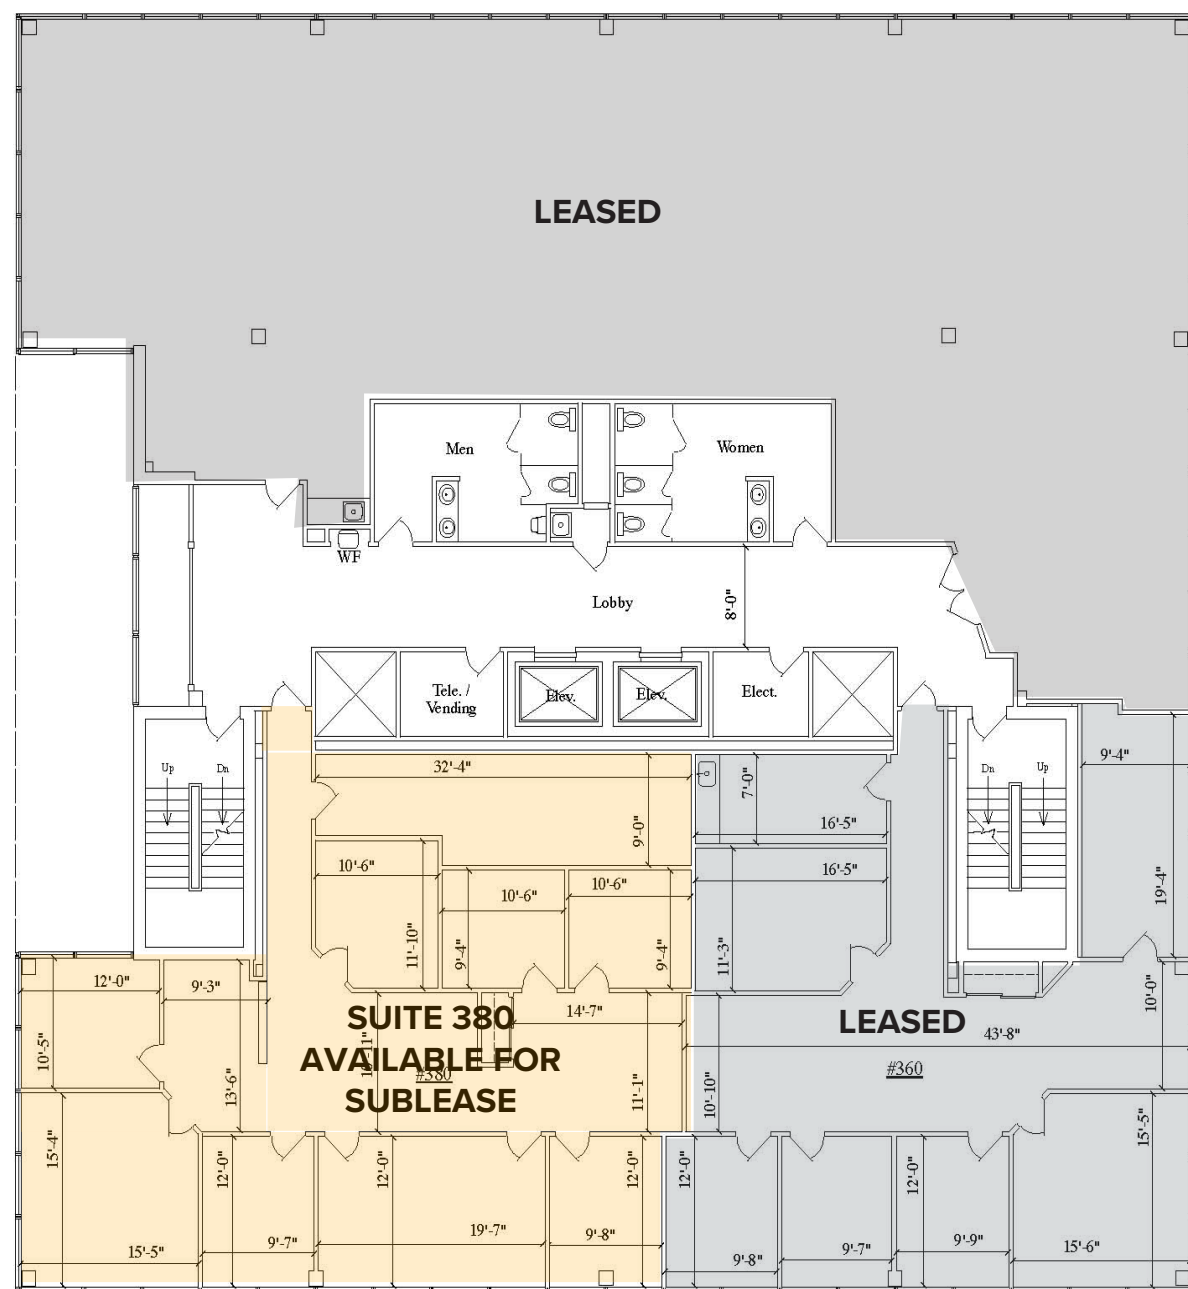 LEASED
Men
Women
WF
Lobby
8'-0"
Tele. /
Vending
Elev.
Elev.
Elect.
Up
Dn
Dn
Up
32'-4"
9'-0"
7'-0"
16'-5"
9'-4"
19'-4"
10'-6"
11'-10"
10'-6"
9'-4"
10'-6"
9'-4"
16'-5"
11'-3"
12'-0"
10'-5"
9'-3"
13'-6"
14'-7"
11'-1"
SUITE 380
AVAILABLE FOR
SUBLEASE
#380
LEASED
43'-8"
10'-0"
#360
10'-10"
15'-4"
15'-5"
12'-0"
9'-7"
12'-0"
19'-7"
12'-0"
9'-8"
12'-0"
9'-8"
9'-7"
12'-0"
9'-9"
15'-5"
15'-6"